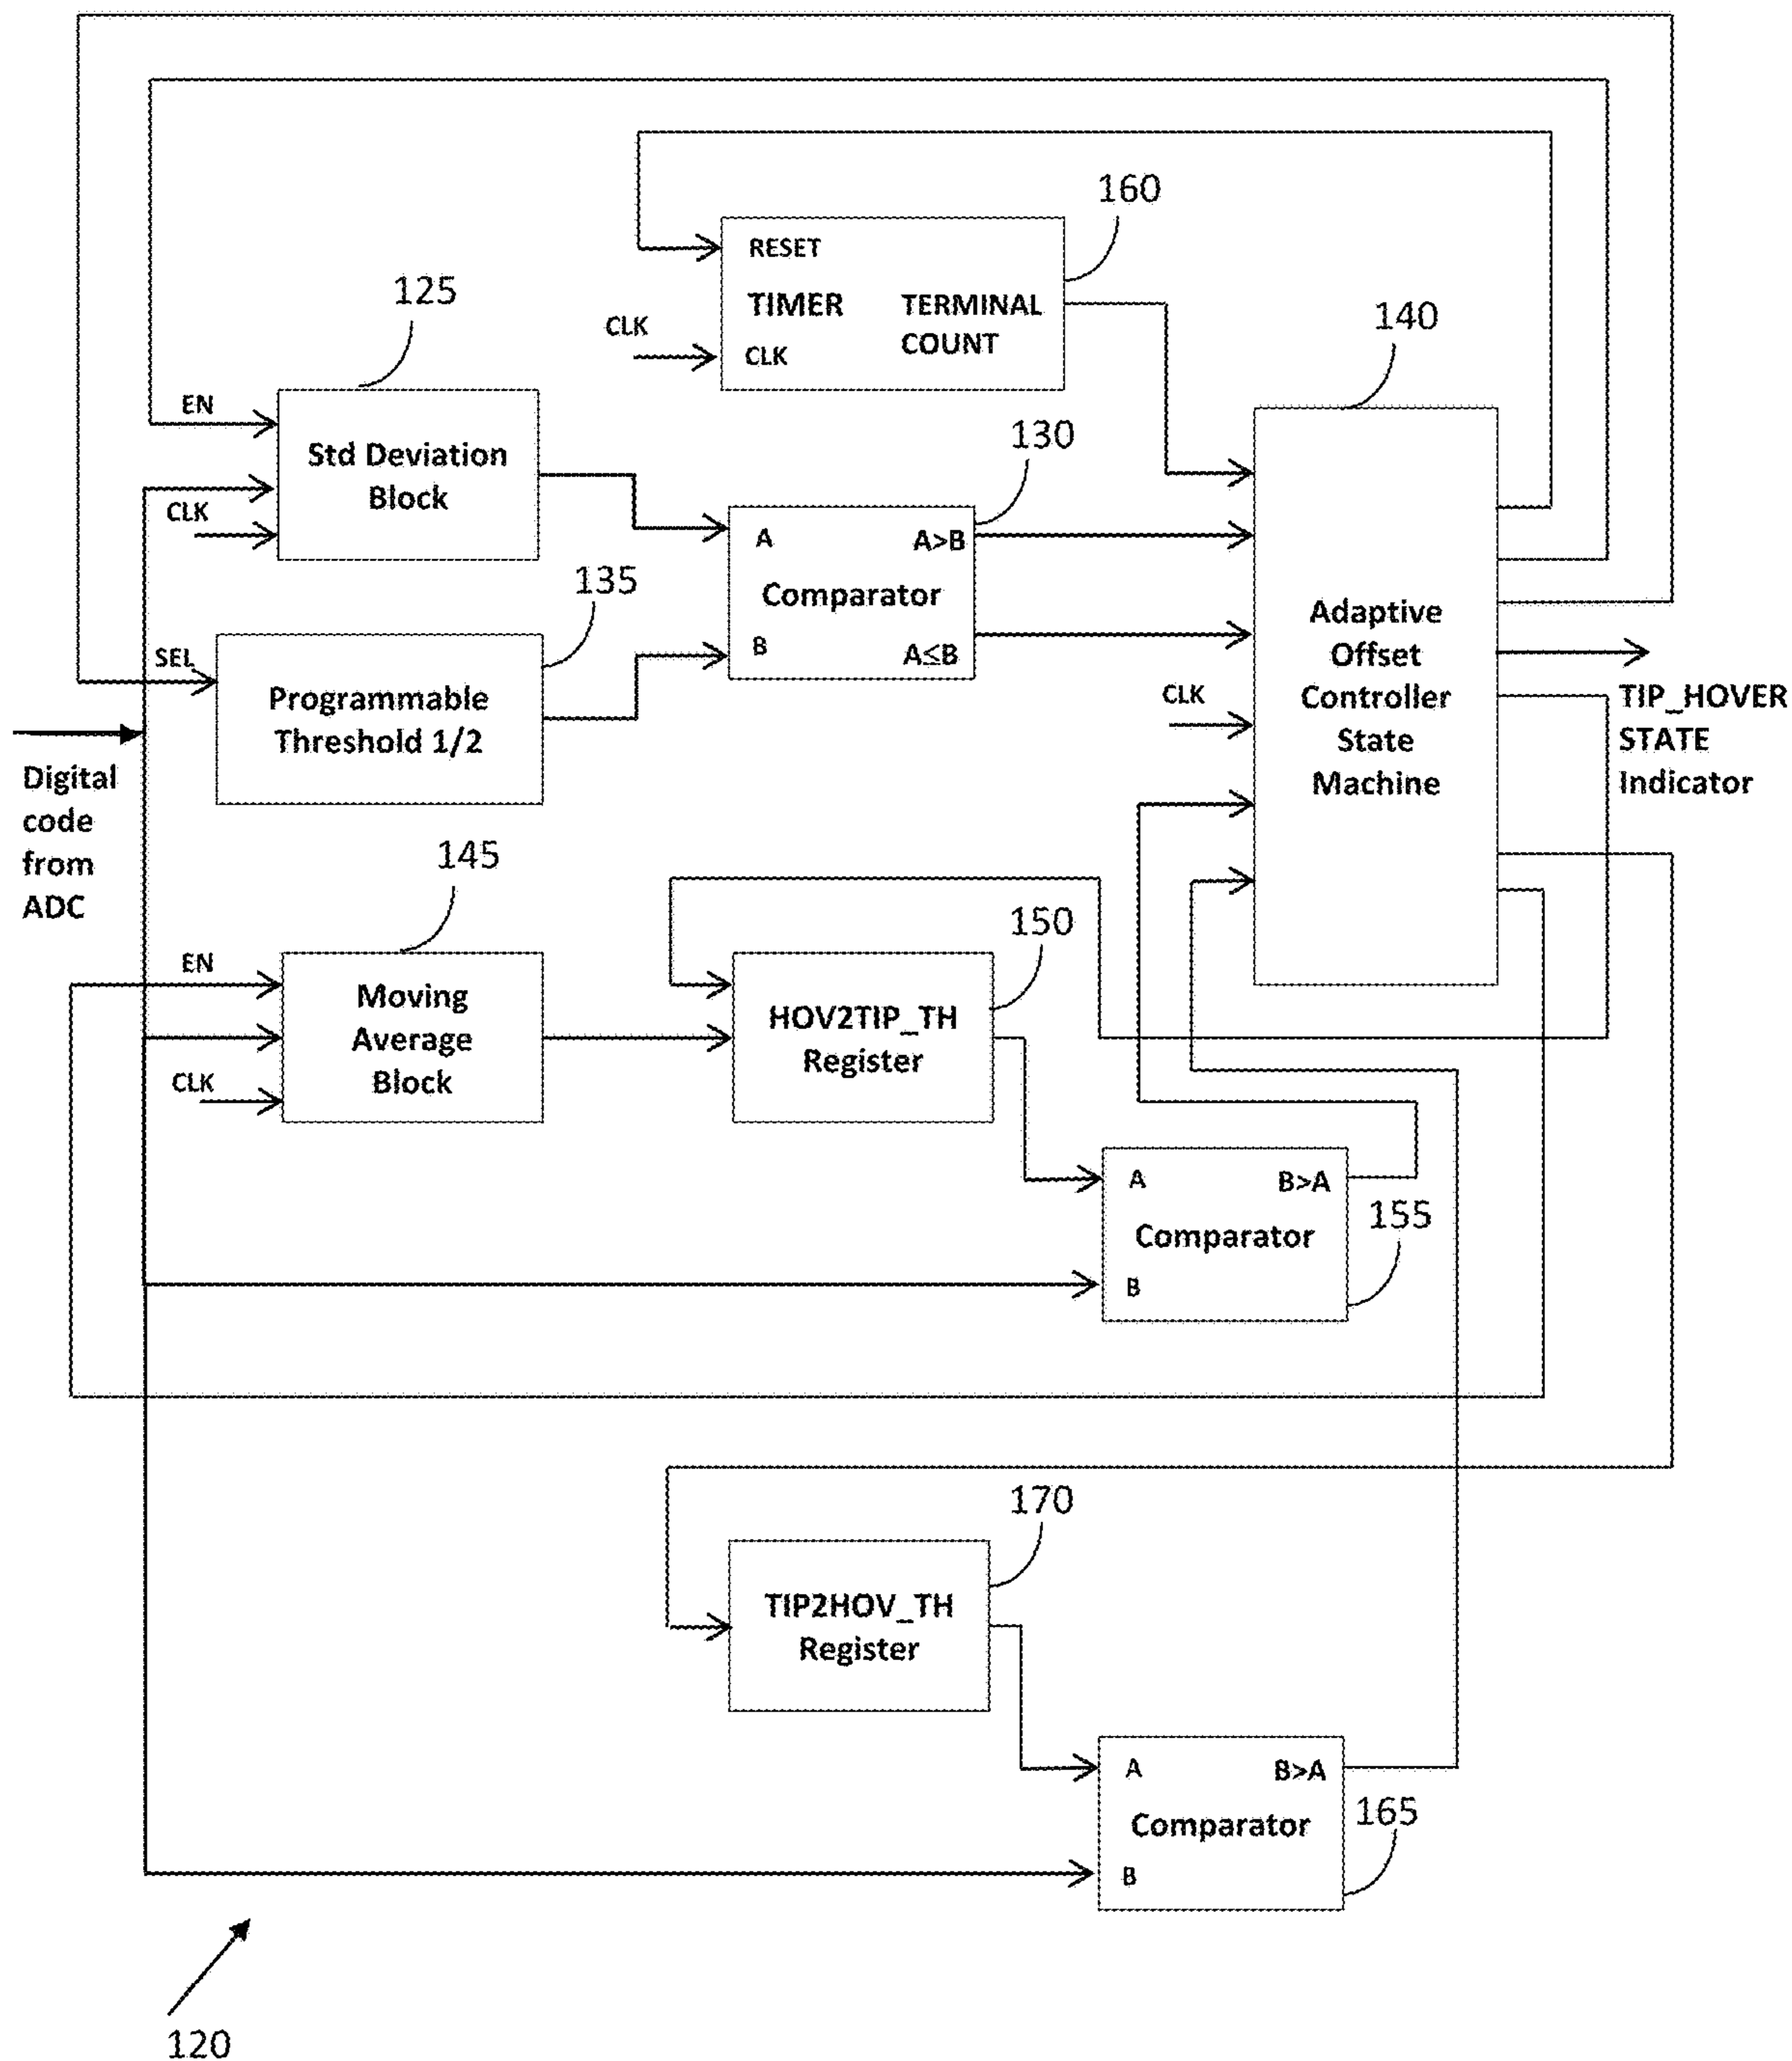 160
RESET
TIMER
TERMINAL
COUNT
CLK
CLK
125
140
EN
Std Deviation
Block
CLK
130
A
A>B
Comparator
B
A≤B
135
SEL
Programmable
Threshold 1/2
Adaptive
Offset
Controller
State
Machine
CLK
TIP_HOVER
STATE
Indicator
Digital
code
from
ADC
145
EN
Moving
Average
Block
CLK
150
HOV2TIP_TH
Register
A
B>A
Comparator
B
155
170
TIP2HOV_TH
Register
A
B>A
Comparator
B
165
120